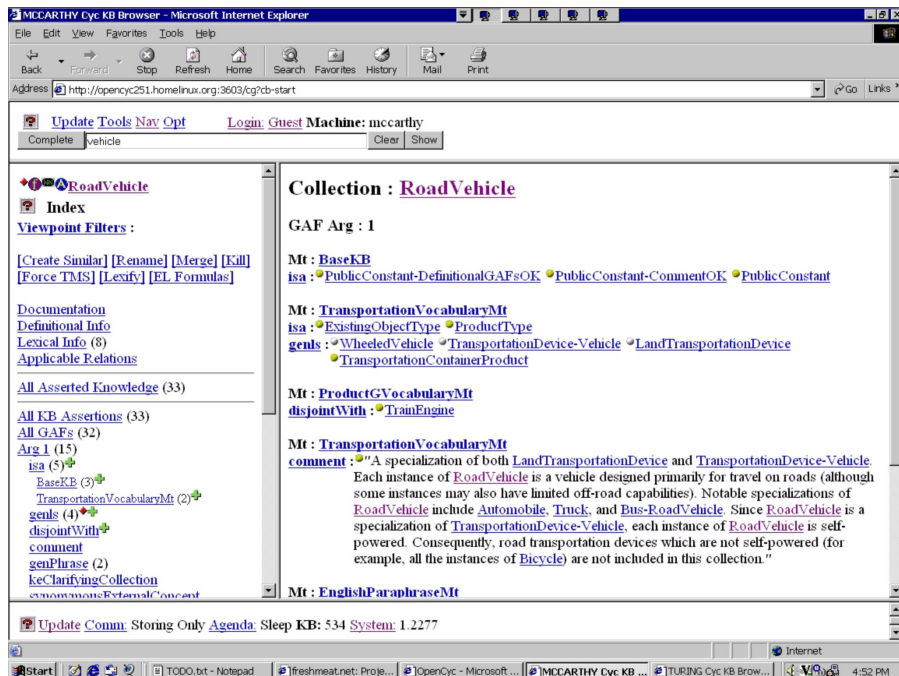 MCCARTHY Cyc KB Browser - Microsoft Internet Explorer
File Edit View Favorites Tools Help
Back Forward Stop Refresh Home Search Favorites History Mail Print
Address http://opencyc251.homelinux.org:3603/cg?cb-start Go Links »
Update Tools Nav Opt Login: Guest Machine: mccarthy
Complete vehicle Clear Show
RoadVehicle
Index
Viewpoint Filters :
[Create Similar] [Rename] [Merge] [Kill]
[Force TMS] [Lexify] [EL Formulas]
Documentation
Definitional Info
Lexical Info (8)
Applicable Relations
All Asserted Knowledge (33)
All KB Assertions (33)
All GAFs (32)
Arg 1 (15)
isa (5)
BaseKB (3)
TransportationVocabularyMt (2)
genls (4)
disjointWith
comment
genPhrase (2)
keClarifyingCollection
synonymousExternalConcept
Collection : RoadVehicle
GAF Arg : 1
Mt : BaseKB
isa : PublicConstant-DefinitionalGAFsOK PublicConstant-CommentOK PublicConstant
Mt : TransportationVocabularyMt
isa : ExistingObjectType ProductType
genls : WheeledVehicle TransportationDevice-Vehicle LandTransportationDevice
TransportationContainerProduct
Mt : ProductGVocabularyMt
disjointWith : TrainEngine
Mt : TransportationVocabularyMt
comment : "A specialization of both LandTransportationDevice and TransportationDevice-Vehicle.
Each instance of RoadVehicle is a vehicle designed primarily for travel on roads (although
some instances may also have limited off-road capabilities). Notable specializations of
RoadVehicle include Automobile, Truck, and Bus-RoadVehicle. Since RoadVehicle is a
specialization of TransportationDevice-Vehicle, each instance of RoadVehicle is self-
powered. Consequently, road transportation devices which are not self-powered (for
example, all the instances of Bicycle) are not included in this collection."
Mt : EnglishParaphraseMt
Update Comm: Storing Only Agenda: Sleep KB: 534 System: 1.2277
Internet
Start TODO.txt - Notepad freshmeat.net: Proje... OpenCyc - Microsoft ... MCCARTHY Cyc KB ... TURING Cyc KB Brow... 4:52 PM